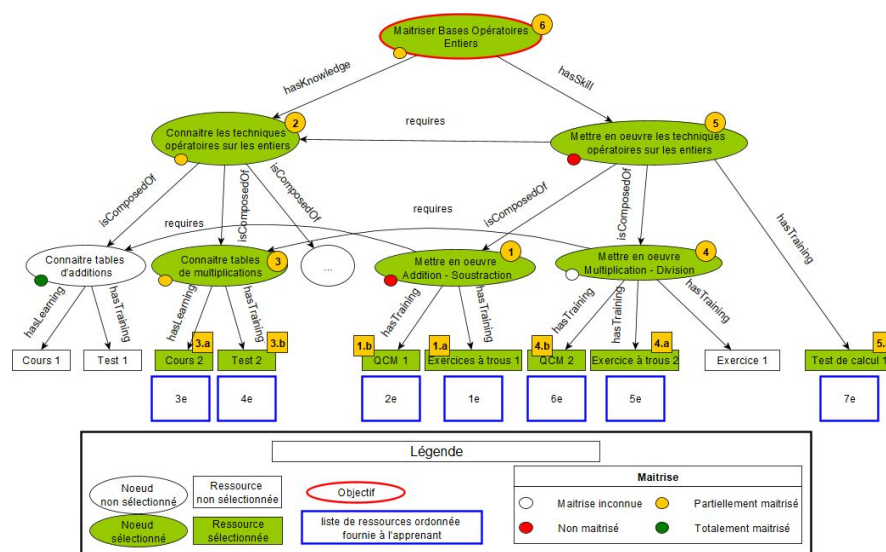 6
Maitriser Bases Opératoires
Entiers
hasKnowledge
hasSkill
2
Connaitre les techniques
opératoires sur les entiers
requires
5
Mettre en oeuvre les techniques
opératoires sur les entiers
isComposedOf
isComposedOf
isComposedOf
isComposedOf
isComposedOf
hasTraining
requires
requires
Connaitre tables
d'additions
Connaitre tables
de multiplications
3
...
Mettre en oeuvre
Addition - Soustraction
1
Mettre en oeuvre
Multiplication - Division
4
hasLearning
hasTraining
hasLearning
hasTraining
hasTraining
hasTraining
hasTraining
hasTraining
hasTraining
3.a
3.b
1.b
1.a
4.b
4.a
5.
Cours 1
Test 1
Cours 2
Test 2
QCM 1
Exercices à trous 1
QCM 2
Exercice à trous 2
Exercice 1
Test de calcul 1
3e
4e
2e
1e
6e
5e
7e
Légende
Noeud
non sélectionné
Ressource
non sélectionnée
Objectif
Noeud
sélectionné
Ressource
sélectionnée
liste de ressources ordonnée
fournie à l'apprenant
Maitrise
Maitrise inconnue
Partiellement maitrisé
Non maitrisé
Totalement maitrisé